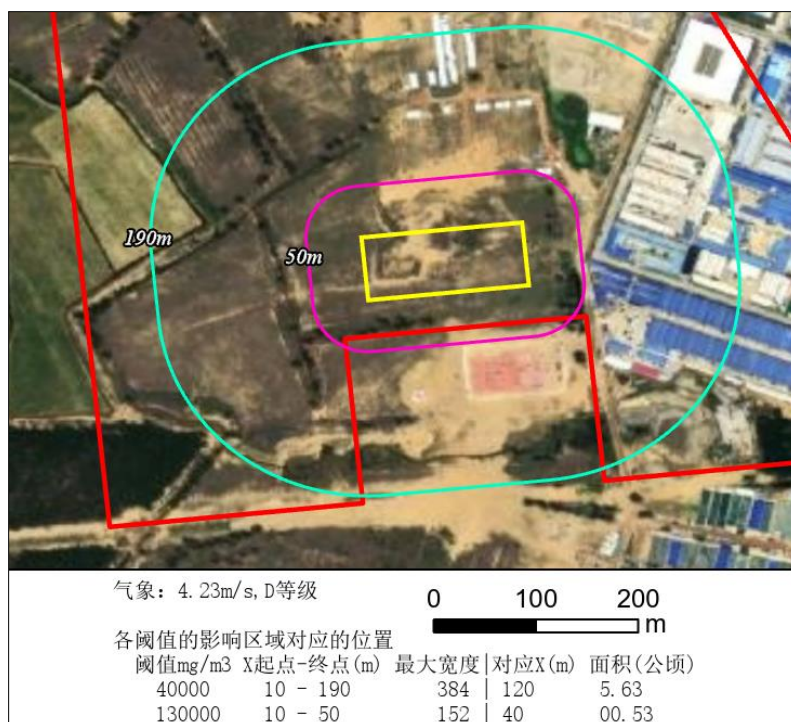 190m
50m
气象: 4.23m/s,D等级
0 100 200
m
各阈值的影响区域对应的位置
阈值mg/m3 X起点-终点(m) 最大宽度|对应X(m) 面积(公顷)
40000 10 - 190 384 | 120 5.63
130000 10 - 50 152 | 40 00.53